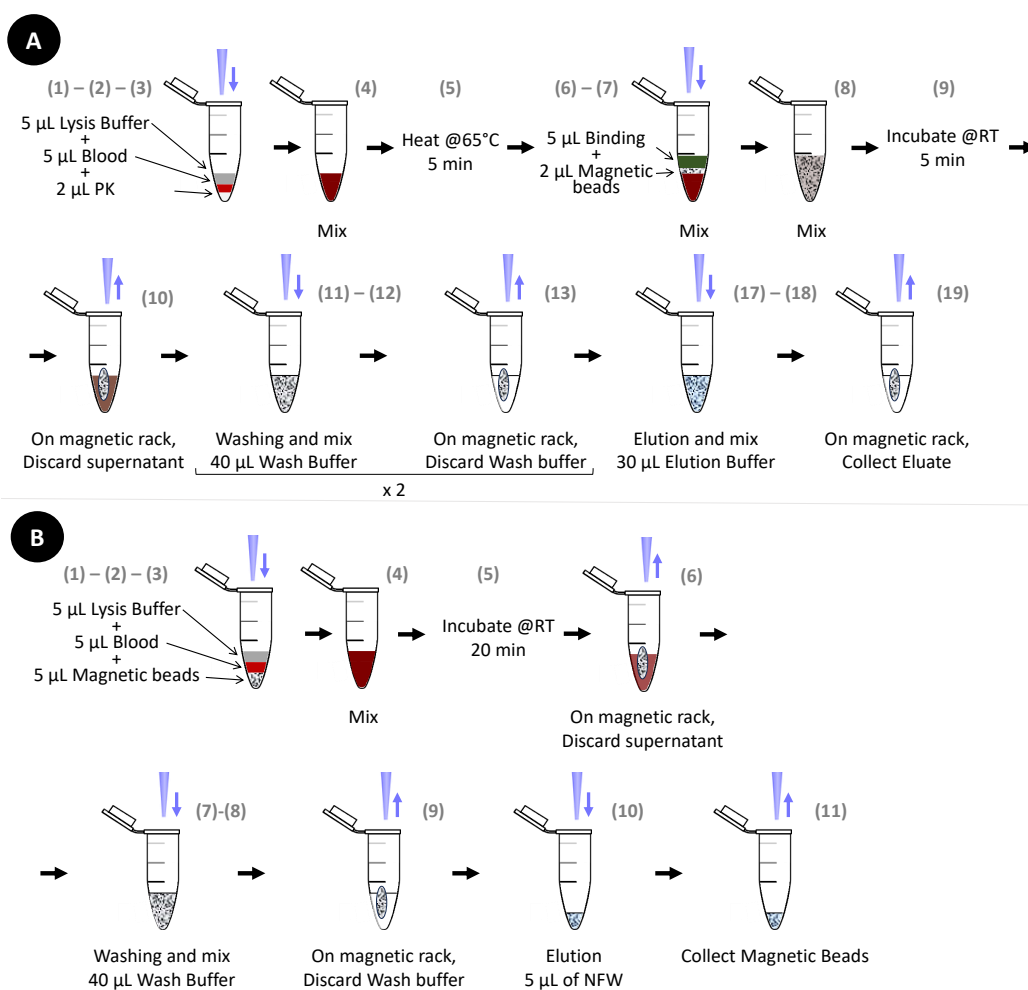 A
(1) – (2) – (3)
5 µL Lysis Buffer
+
5 µL Blood
+
2 µL PK
(4)
Mix
(5)
Heat @65°C
5 min
(6) – (7)
5 µL Binding
+
2 µL Magnetic
beads
Mix
(8)
Mix
(9)
Incubate @RT
5 min
(10)
On magnetic rack,
Discard supernatant
(11) – (12)
Washing and mix
40 µL Wash Buffer
(13)
On magnetic rack,
Discard Wash buffer
x 2
(17) – (18)
Elution and mix
30 µL Elution Buffer
(19)
On magnetic rack,
Collect Eluate
B
(1) – (2) – (3)
5 µL Lysis Buffer
+
5 µL Blood
+
5 µL Magnetic beads
(4)
Mix
(5)
Incubate @RT
20 min
(6)
On magnetic rack,
Discard supernatant
(7)-(8)
Washing and mix
40 µL Wash Buffer
(9)
On magnetic rack,
Discard Wash buffer
(10)
Elution
5 µL of NFW
(11)
Collect Magnetic Beads